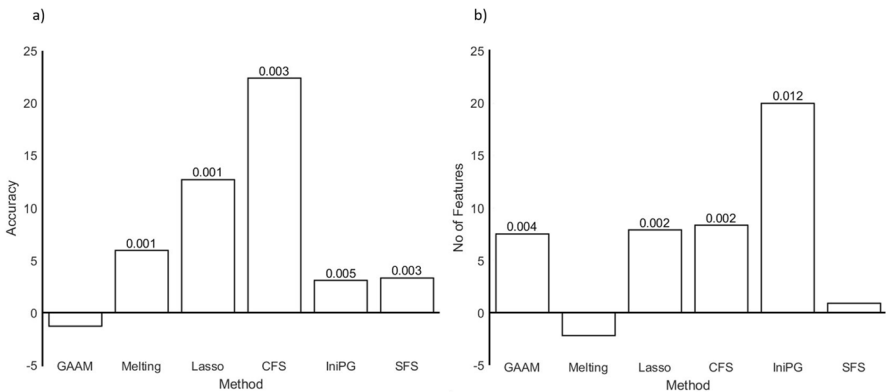 a)
25
20
15
10
5
0
-5
Accuracy
0.001
0.001
0.003
0.005
0.003
GAAM Melting Lasso CFS IniPG SFS
Method
b)
25
20
15
10
5
0
-5
No of Features
0.004
0.002
0.002
0.012
GAAM Melting Lasso CFS IniPG SFS
Method